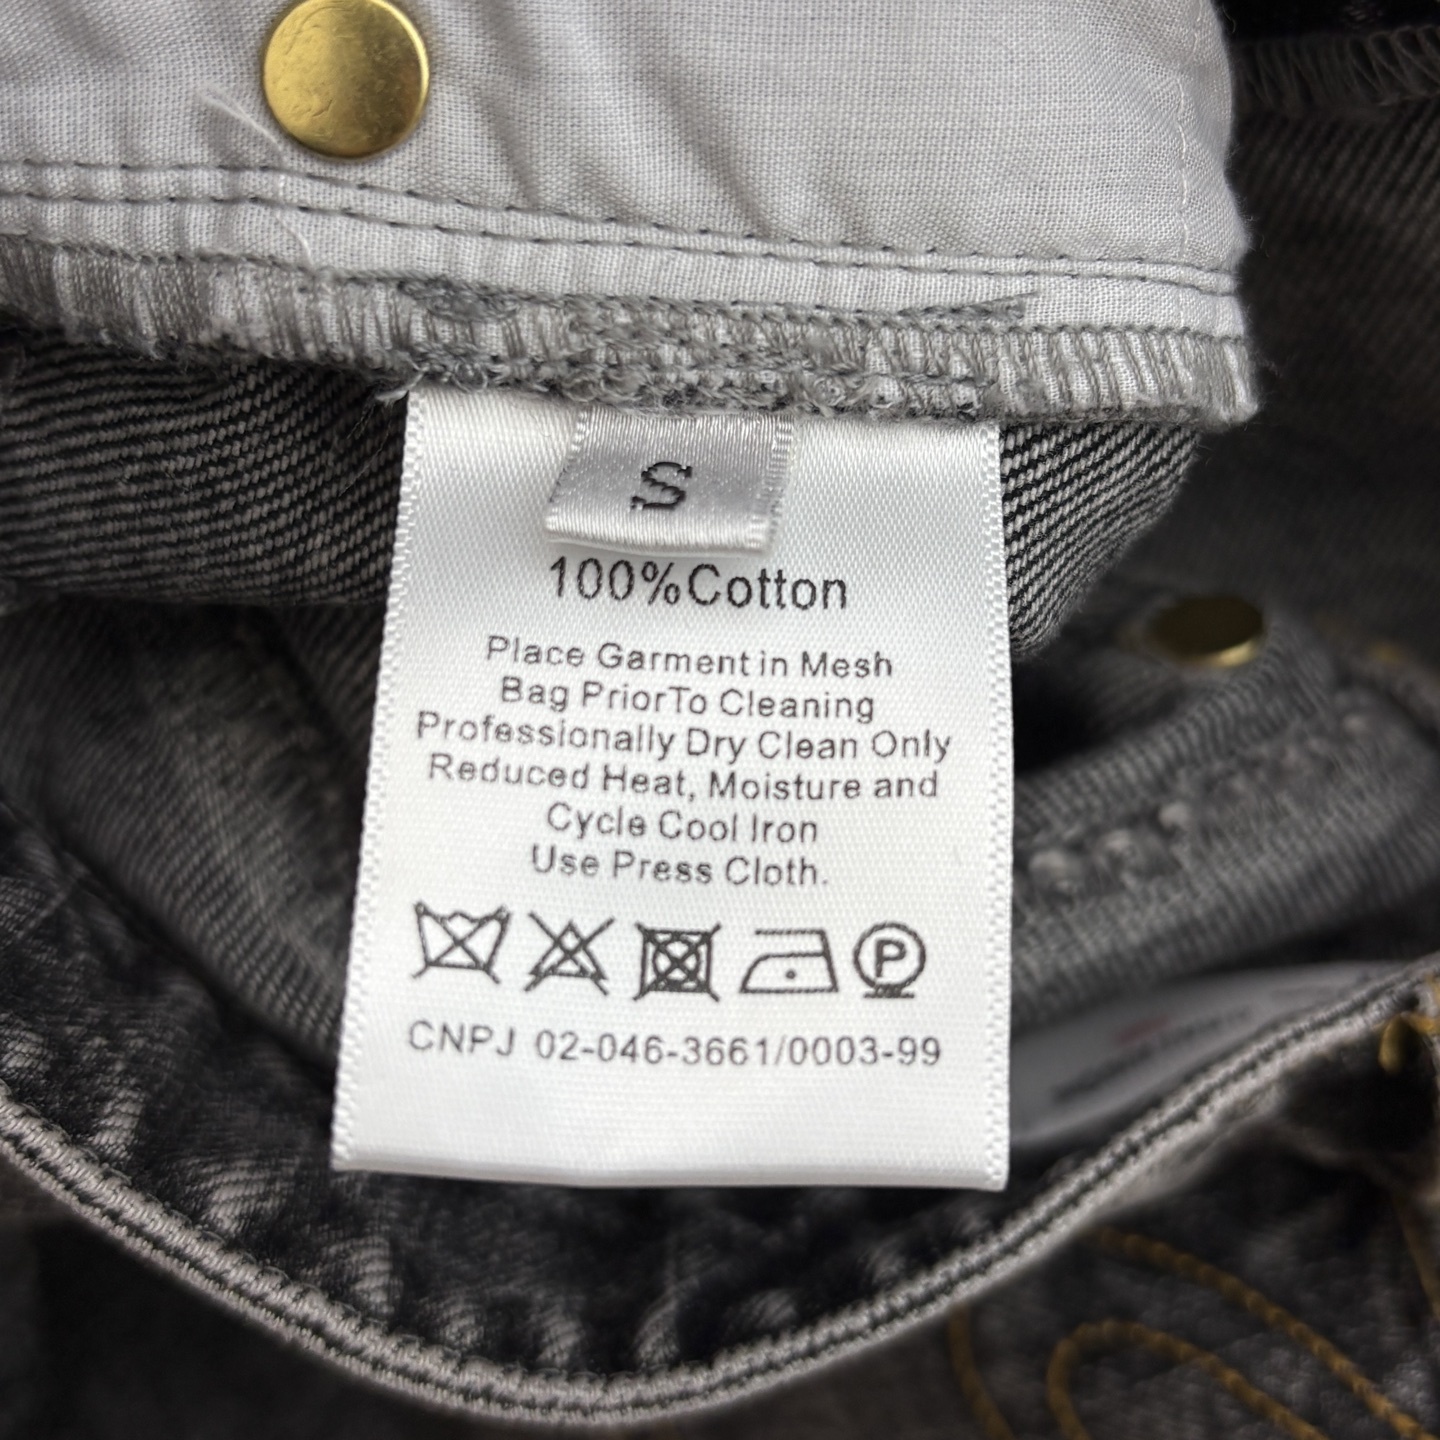 S
100%Cotton
Place Garment in Mesh
Bag PriorTo Cleaning
Professionally Dry Clean Only
Reduced Heat, Moisture and
Cycle Cool Iron
Use Press Cloth.
P
CNPJ 02-046-3661/0003-99